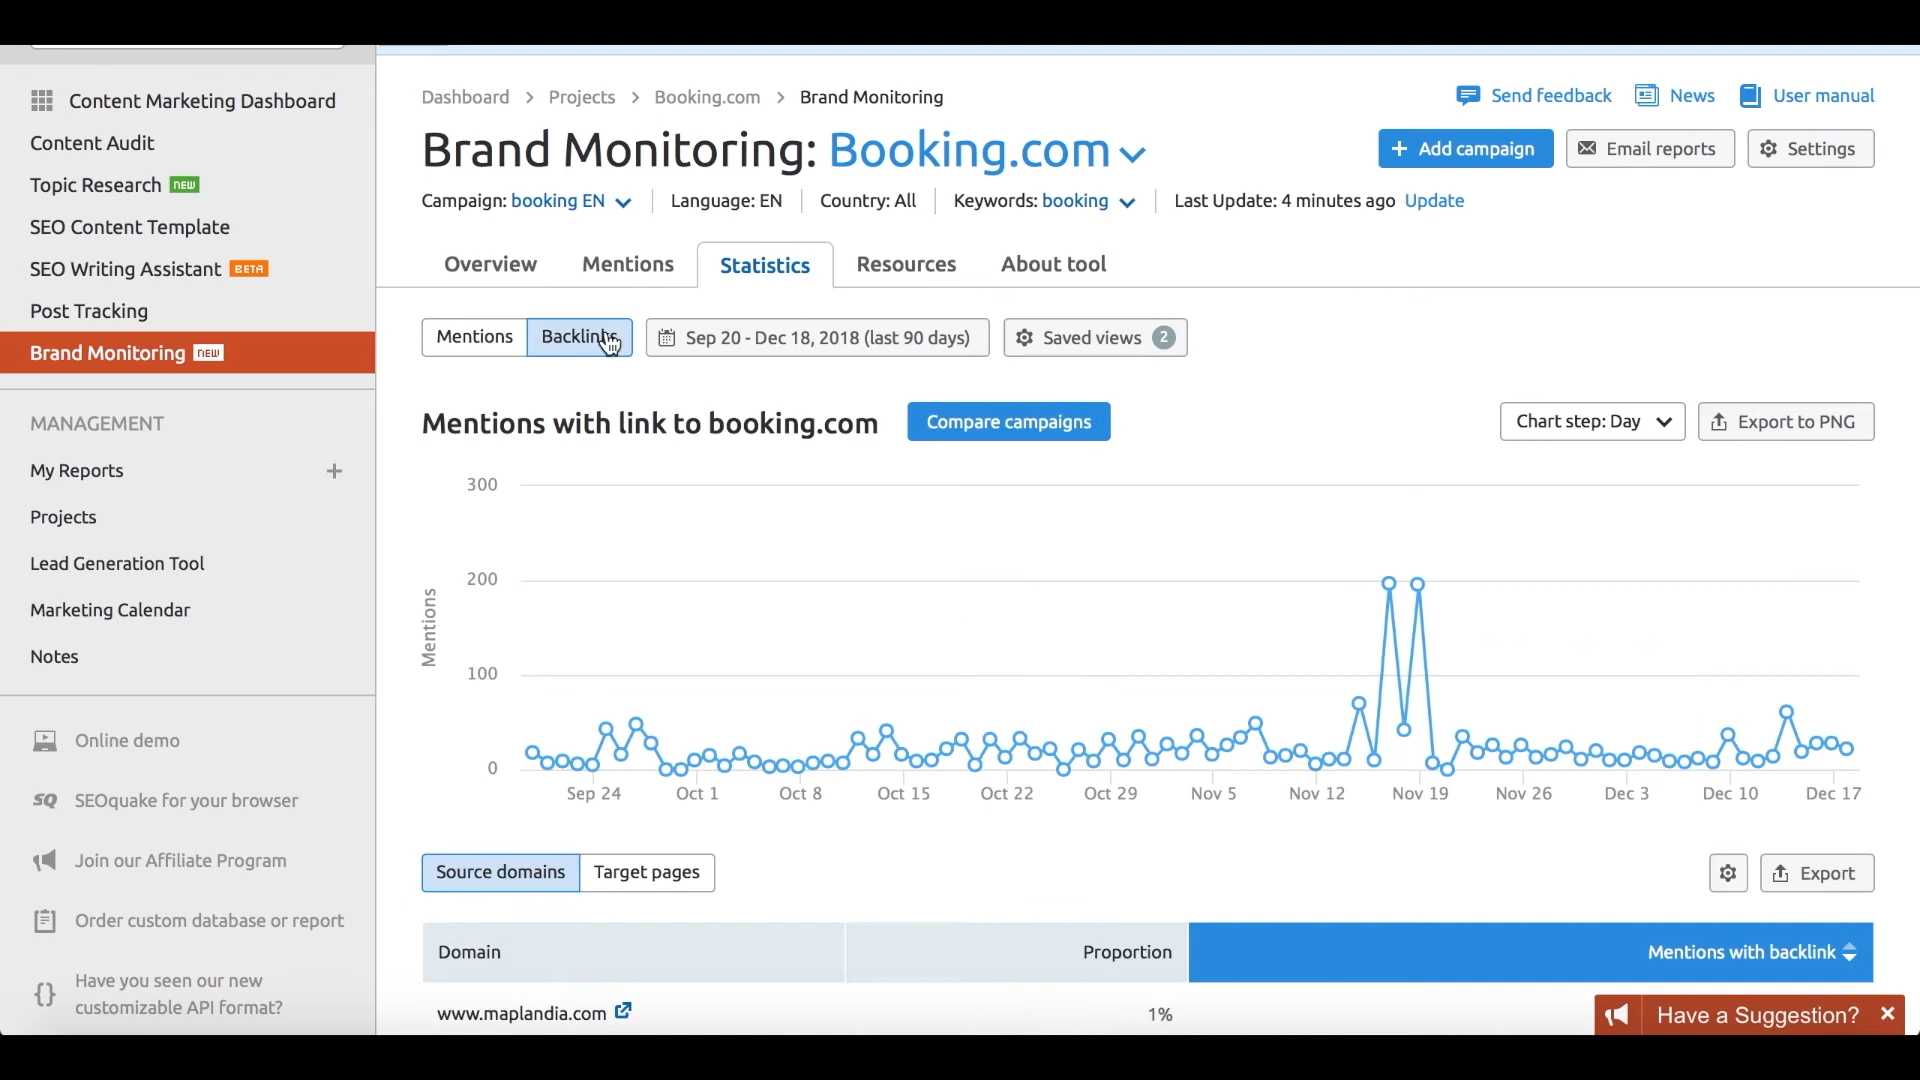 Content Marketing Dashboard
Content Audit
Topic Research NEW
SEO Content Template
SEO Writing Assistant BETA
Post Tracking
Brand Monitoring NEW
MANAGEMENT
My Reports +
Projects
Lead Generation Tool
Marketing Calendar
Notes
Online demo
SQ SEOquake for your browser
Join our Affiliate Program
Order custom database or report
{} Have you seen our new
customizable API format?
Dashboard > Projects > Booking.com > Brand Monitoring
Send feedback News User manual
Brand Monitoring: Booking.com
+ Add campaign Email reports Settings
Campaign: booking EN Language: EN Country: All Keywords: booking Last Update: 4 minutes ago Update
Overview Mentions Statistics Resources About tool
Mentions Backlinks Sep 20 - Dec 18, 2018 (last 90 days) Saved views 2
Mentions with link to booking.com Compare campaigns Chart step: Day Export to PNG
300
200
100
0
Mentions
Sep 24 Oct 1 Oct 8 Oct 15 Oct 22 Oct 29 Nov 5 Nov 12 Nov 19 Nov 26 Dec 3 Dec 10 Dec 17
Source domains Target pages Export
Domain Proportion Mentions with backlink
www.maplandia.com 1%
Have a Suggestion? ×